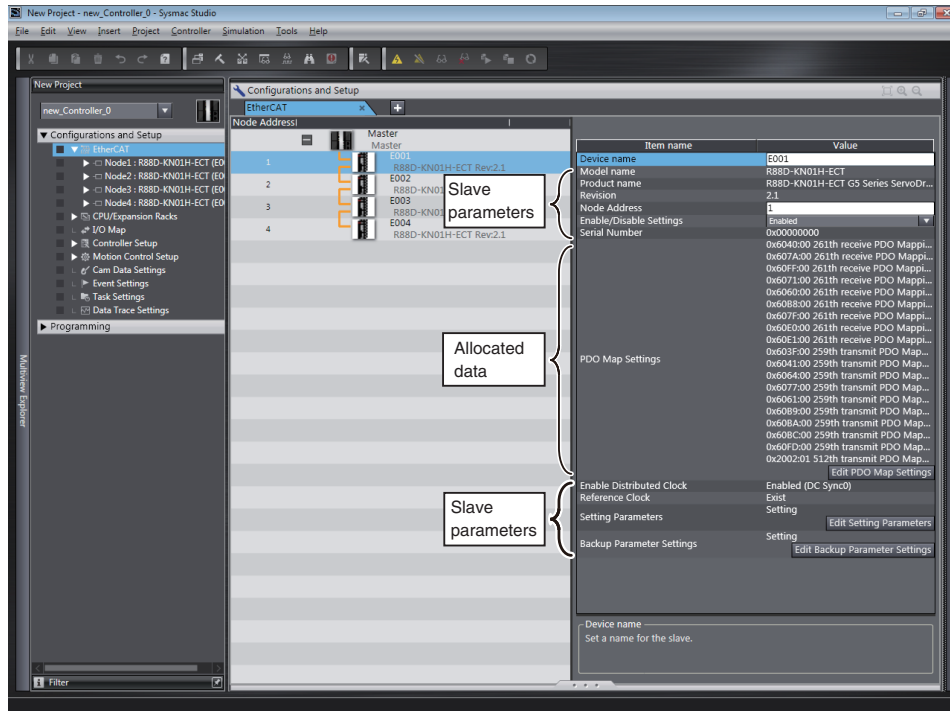 New Project - new_Controller_0 - Sysmac Studio
File Edit View Insert Project Controller Simulation Tools Help
Multiview Explorer
New Project
new_Controller_0
Configurations and Setup
EtherCAT
Node1 : R88D-KN01H-ECT (E00
Node2 : R88D-KN01H-ECT (E00
Node3 : R88D-KN01H-ECT (E00
Node4 : R88D-KN01H-ECT (E00
CPU/Expansion Racks
I/O Map
Controller Setup
Motion Control Setup
Cam Data Settings
Event Settings
Task Settings
Data Trace Settings
Programming
Filter
Configurations and Setup
EtherCAT
Node Address
Master
Master
1 E001
R88D-KN01H-ECT Rev:2.1
2 E002
R88D-KN01
3 E003
R88D-KN01
4 E004
R88D-KN01H-ECT Rev:2.1
Slave
parameters
Allocated
data
Slave
parameters
Item name Value
Device name E001
Model name R88D-KN01H-ECT
Product name R88D-KN01H-ECT G5 Series ServoDr...
Revision 2.1
Node Address 1
Enable/Disable Settings Enabled
Serial Number 0x00000000
PDO Map Settings
0x6040:00 261th receive PDO Mappi...
0x607A:00 261th receive PDO Mappi...
0x60FF:00 261th receive PDO Mappi...
0x6071:00 261th receive PDO Mappi...
0x6060:00 261th receive PDO Mappi...
0x60B8:00 261th receive PDO Mappi...
0x607F:00 261th receive PDO Mappi...
0x60E0:00 261th receive PDO Mappi...
0x60E1:00 261th receive PDO Mappi...
0x603F:00 259th transmit PDO Map...
0x6041:00 259th transmit PDO Map...
0x6064:00 259th transmit PDO Map...
0x6077:00 259th transmit PDO Map...
0x6061:00 259th transmit PDO Map...
0x60B9:00 259th transmit PDO Map...
0x60BA:00 259th transmit PDO Map...
0x60BC:00 259th transmit PDO Map...
0x60FD:00 259th transmit PDO Map...
0x2002:01 512th transmit PDO Map...
Edit PDO Map Settings
Enable Distributed Clock Enabled (DC Sync0)
Reference Clock Exist
Setting Parameters Setting
Edit Setting Parameters
Backup Parameter Settings Setting
Edit Backup Parameter Settings
Device name
Set a name for the slave.